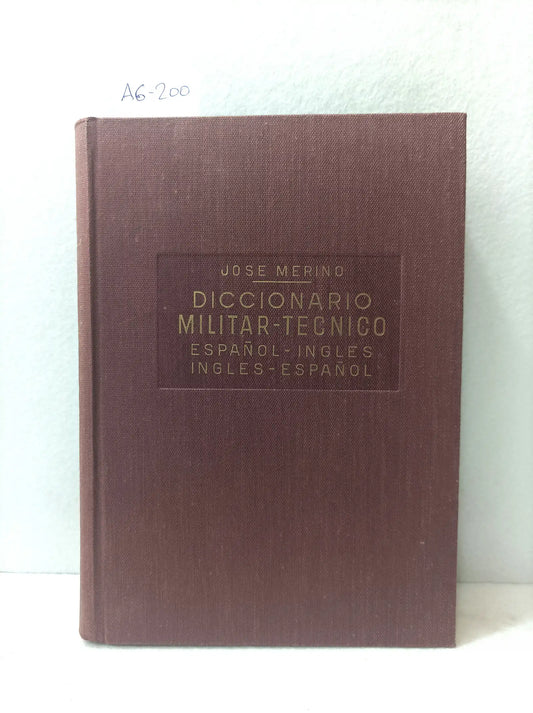 A6-200
JOSE MERINO
DICCIONARIO
MILITAR-TECNICO
ESPAÑOL-INGLES
INGLES-ESPAÑOL